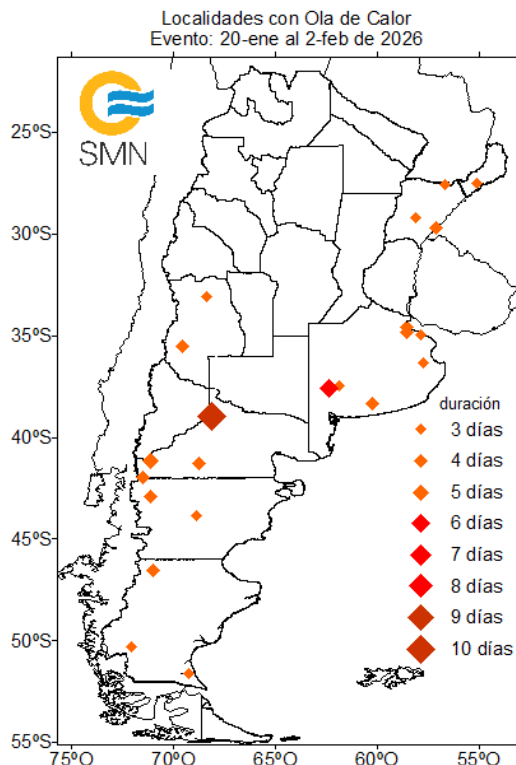 Localidades con Ola de Calor
Evento: 20-ene al 2-feb de 2026
SMN
25ºS
30ºS
35ºS
40ºS
45ºS
50ºS
55ºS
75ºO
70ºO
65ºO
60ºO
55ºO
duración
3 días
4 días
5 días
6 días
7 días
8 días
9 días
10 días